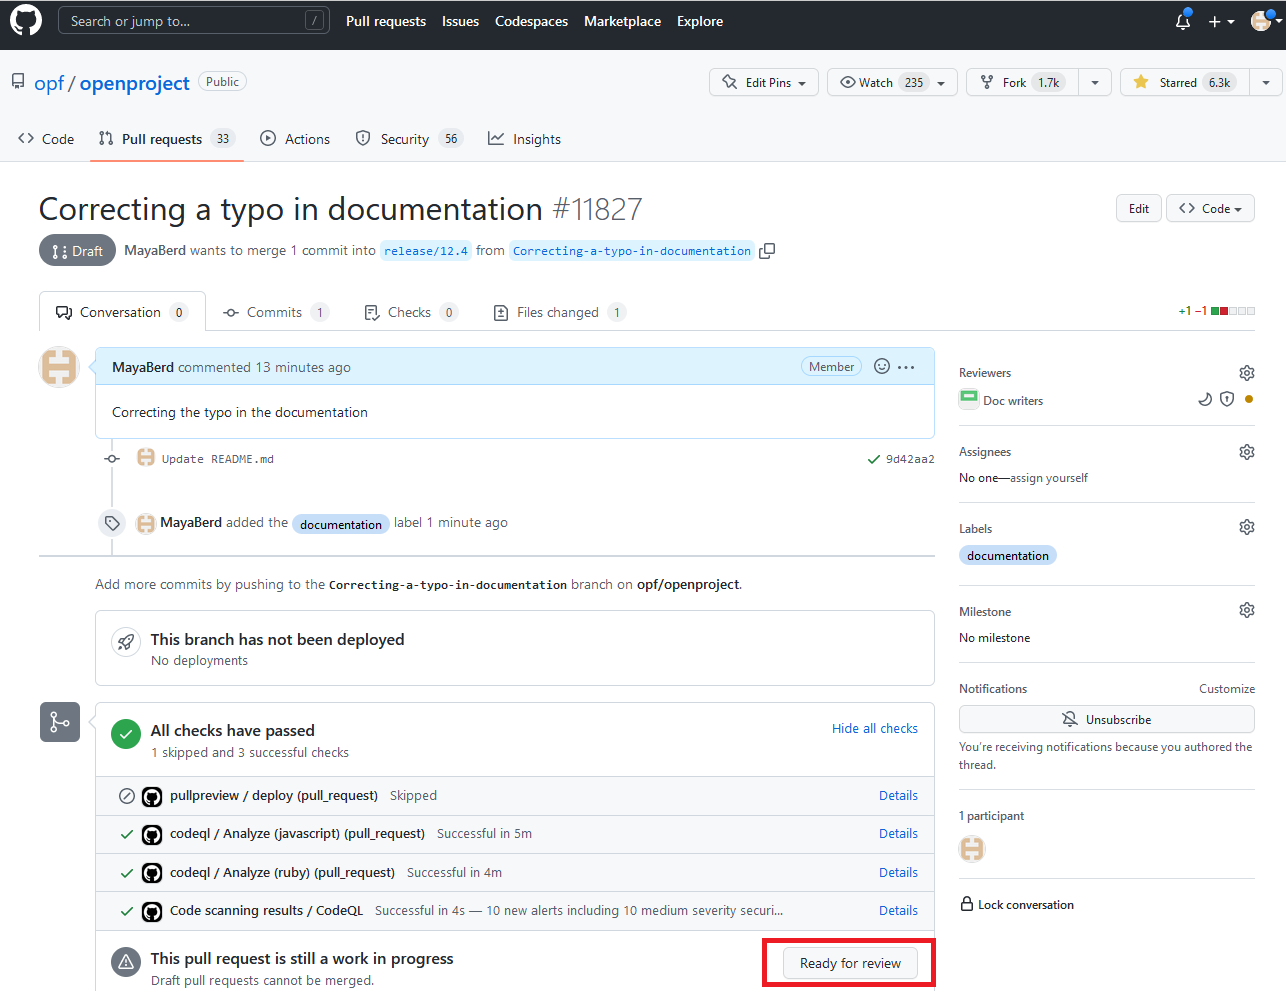 Search or jump to... /
Pull requests Issues Codespaces Marketplace Explore
opf / openproject Public
Edit Pins Watch 235 Fork 1.7k Starred 6.3k
Code Pull requests 33 Actions Security 56 Insights
Correcting a typo in documentation #11827
Edit <> Code
Draft MayaBerd wants to merge 1 commit into release/12.4 from Correcting-a-typo-in-documentation
Conversation 0 Commits 1 Checks 0 Files changed 1
+1 −1
MayaBerd commented 13 minutes ago Member ...
Correcting the typo in the documentation
Update README.md 9d42aa2
MayaBerd added the documentation label 1 minute ago
Add more commits by pushing to the Correcting-a-typo-in-documentation branch on opf/openproject.
This branch has not been deployed
No deployments
All checks have passed Hide all checks
1 skipped and 3 successful checks
pullpreview / deploy (pull_request) Skipped Details
codeql / Analyze (javascript) (pull_request) Successful in 5m Details
codeql / Analyze (ruby) (pull_request) Successful in 4m Details
Code scanning results / CodeQL Successful in 4s — 10 new alerts including 10 medium severity securi... Details
This pull request is still a work in progress
Draft pull requests cannot be merged.
Ready for review
Reviewers
Doc writers
Assignees
No one—assign yourself
Labels
documentation
Milestone
No milestone
Notifications Customize
Unsubscribe
You're receiving notifications because you authored the
thread.
1 participant
Lock conversation